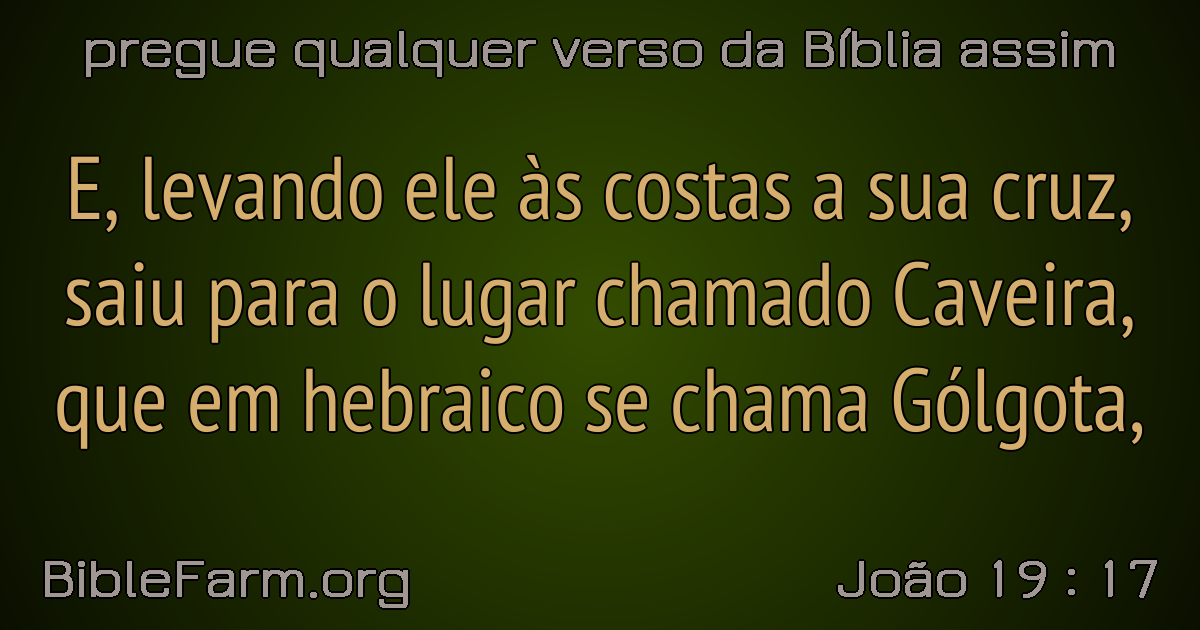 pregue qualquer verso da Bíblia assim
E, levando ele às costas a sua cruz,
saiu para o lugar chamado Caveira,
que em hebraico se chama Gólgota,
BibleFarm.org
João 19 : 17